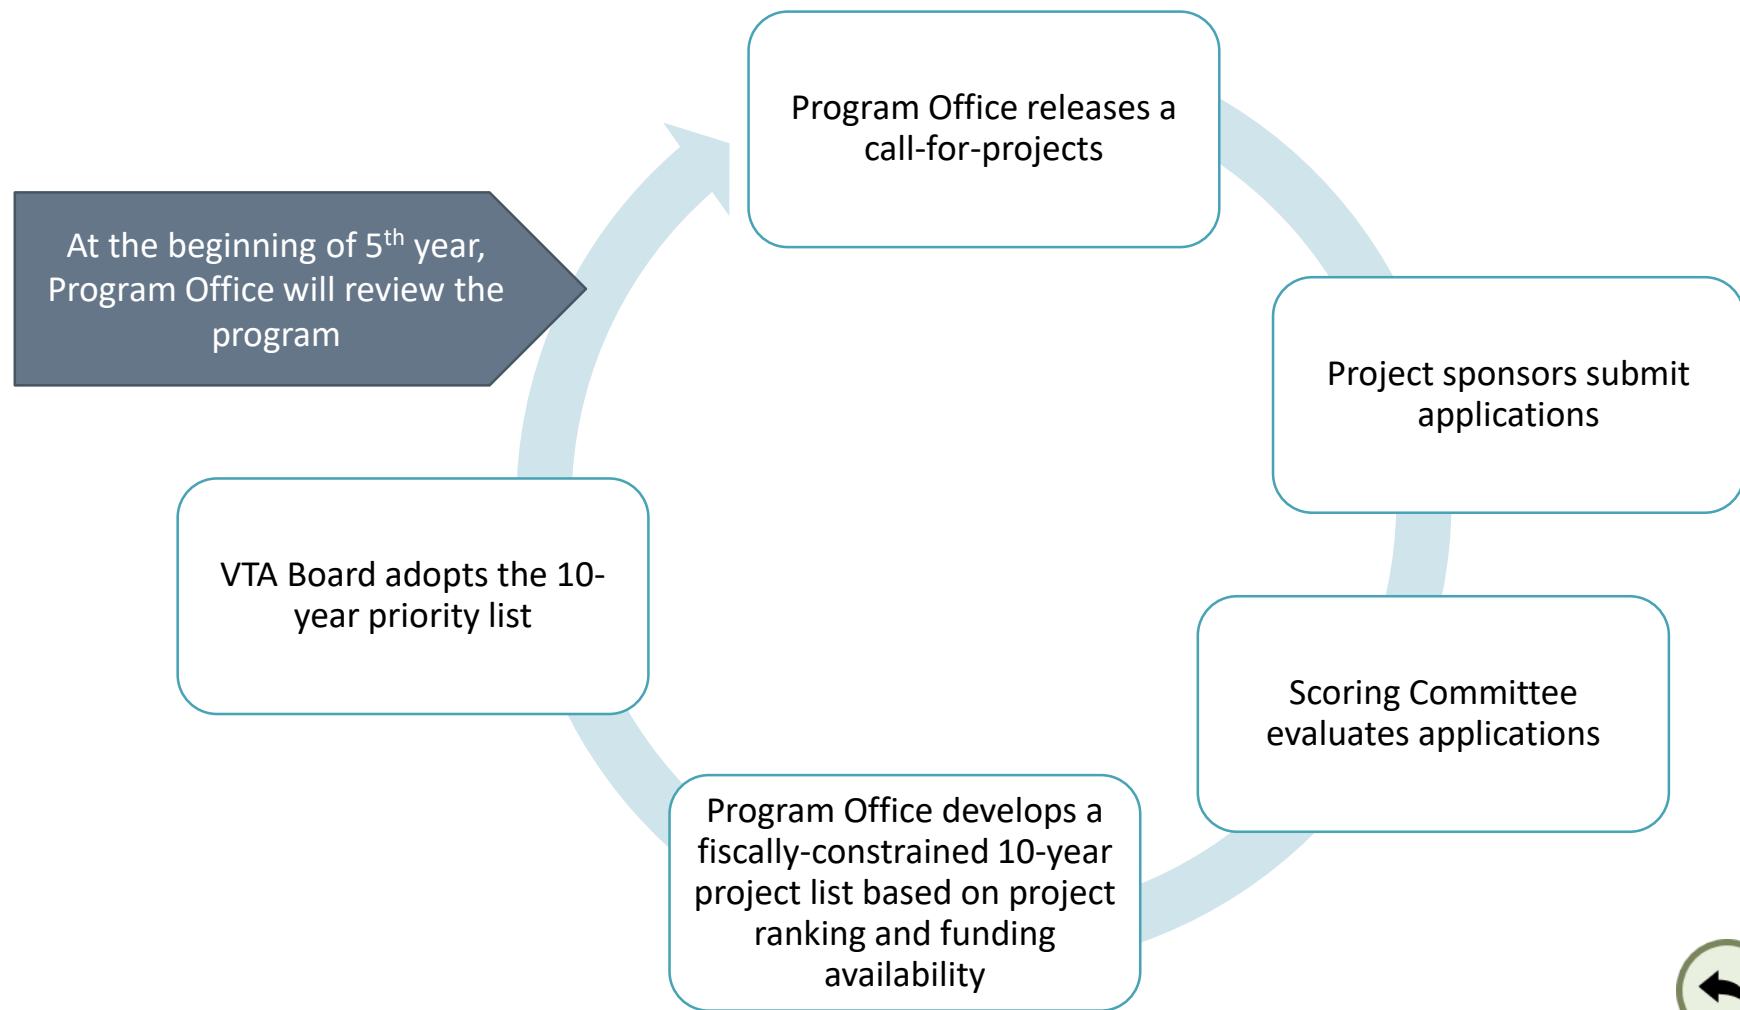 Program Office releases a
call-for-projects
At the beginning of 5th year,
Program Office will review the
program
Project sponsors submit
applications
VTA Board adopts the 10-
year priority list
Scoring Committee
evaluates applications
Program Office develops a
fiscally-constrained 10-year
project list based on project
ranking and funding
availability